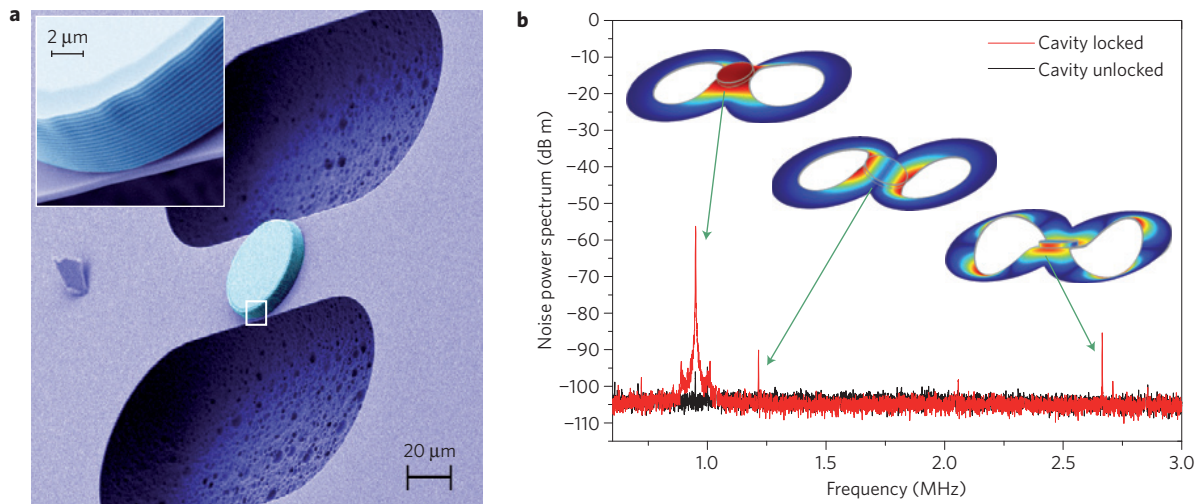 a
2 μm
20 μm
b
Noise power spectrum (dB m)
0
−10
−20
−30
−40
−50
−60
−70
−80
−90
−100
−110
Cavity locked
Cavity unlocked
1.0
1.5
2.0
2.5
3.0
Frequency (MHz)